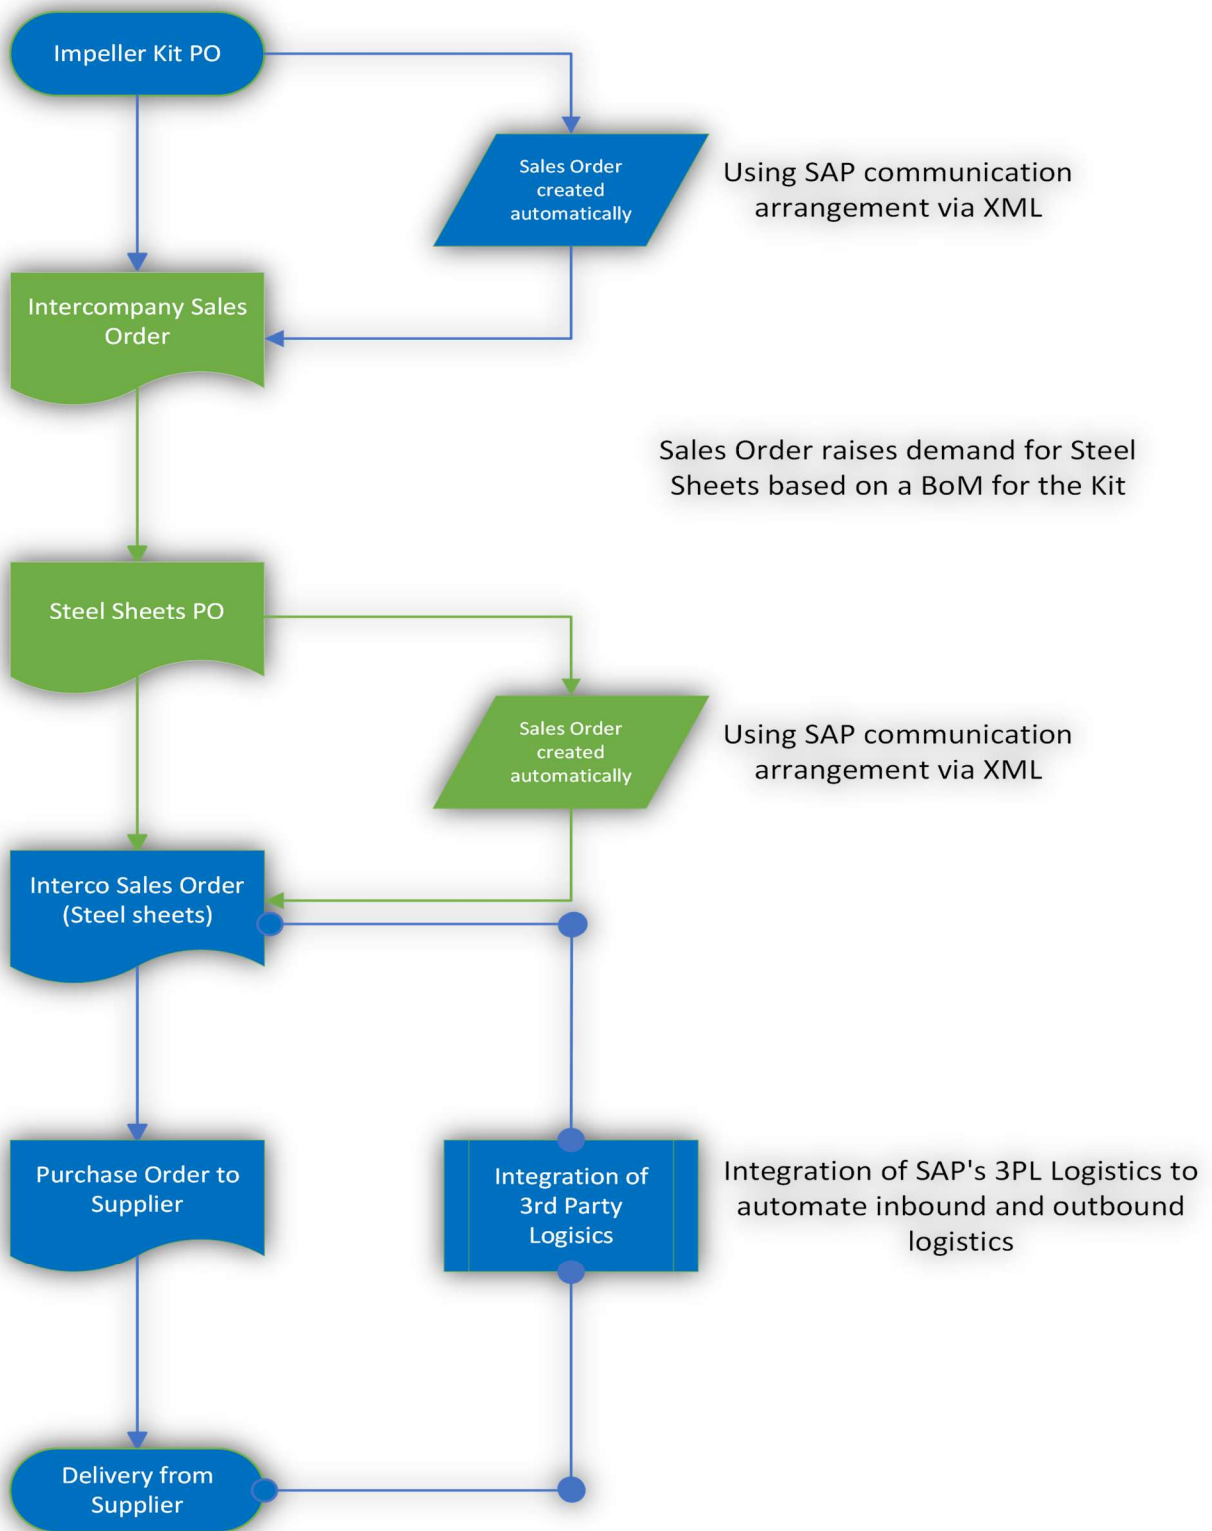 Impeller Kit PO
Sales Order
created
automatically
Using SAP communication
arrangement via XML
Intercompany Sales
Order
Sales Order raises demand for Steel
Sheets based on a BoM for the Kit
Steel Sheets PO
Sales Order
created
automatically
Using SAP communication
arrangement via XML
Interco Sales Order
(Steel sheets)
Purchase Order to
Supplier
Integration of
3rd Party
Logisics
Integration of SAP's 3PL Logistics to
automate inbound and outbound
logistics
Delivery from
Supplier